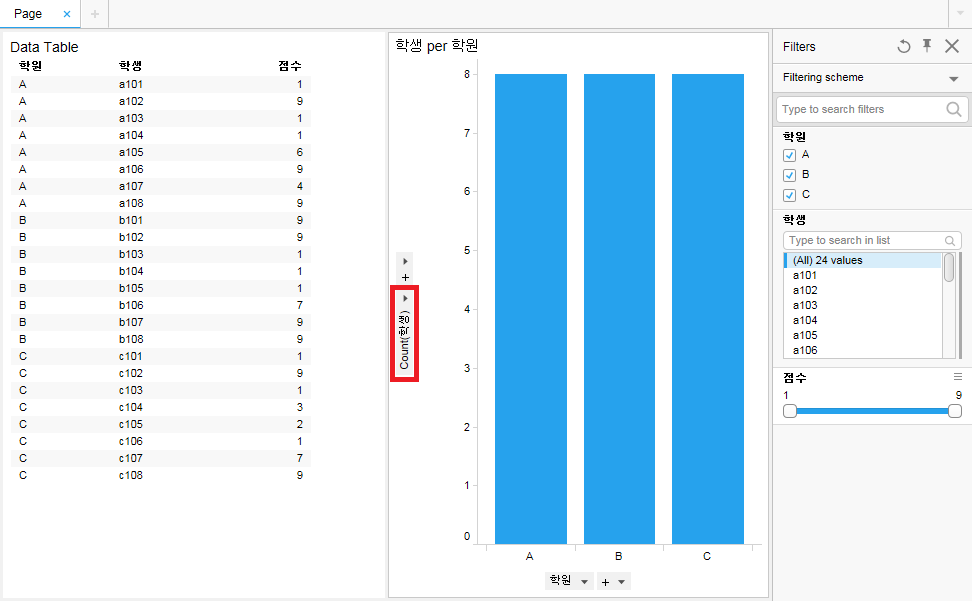 Page × +
Data Table
학원 학생 점수
A a101 1
A a102 9
A a103 1
A a104 1
A a105 6
A a106 9
A a107 4
A a108 9
B b101 9
B b102 9
B b103 1
B b104 1
B b105 1
B b106 7
B b107 9
B b108 9
C c101 1
C c102 9
C c103 1
C c104 3
C c105 2
C c106 1
C c107 7
C c108 9
학생 per 학원
8
7
6
5
4
3
2
1
0
+
Count(학생)
A B C
학원 +
Filters
Filtering scheme
Type to search filters
학원
A
B
C
학생
Type to search in list
(All) 24 values
a101
a102
a103
a104
a105
a106
점수
1 9